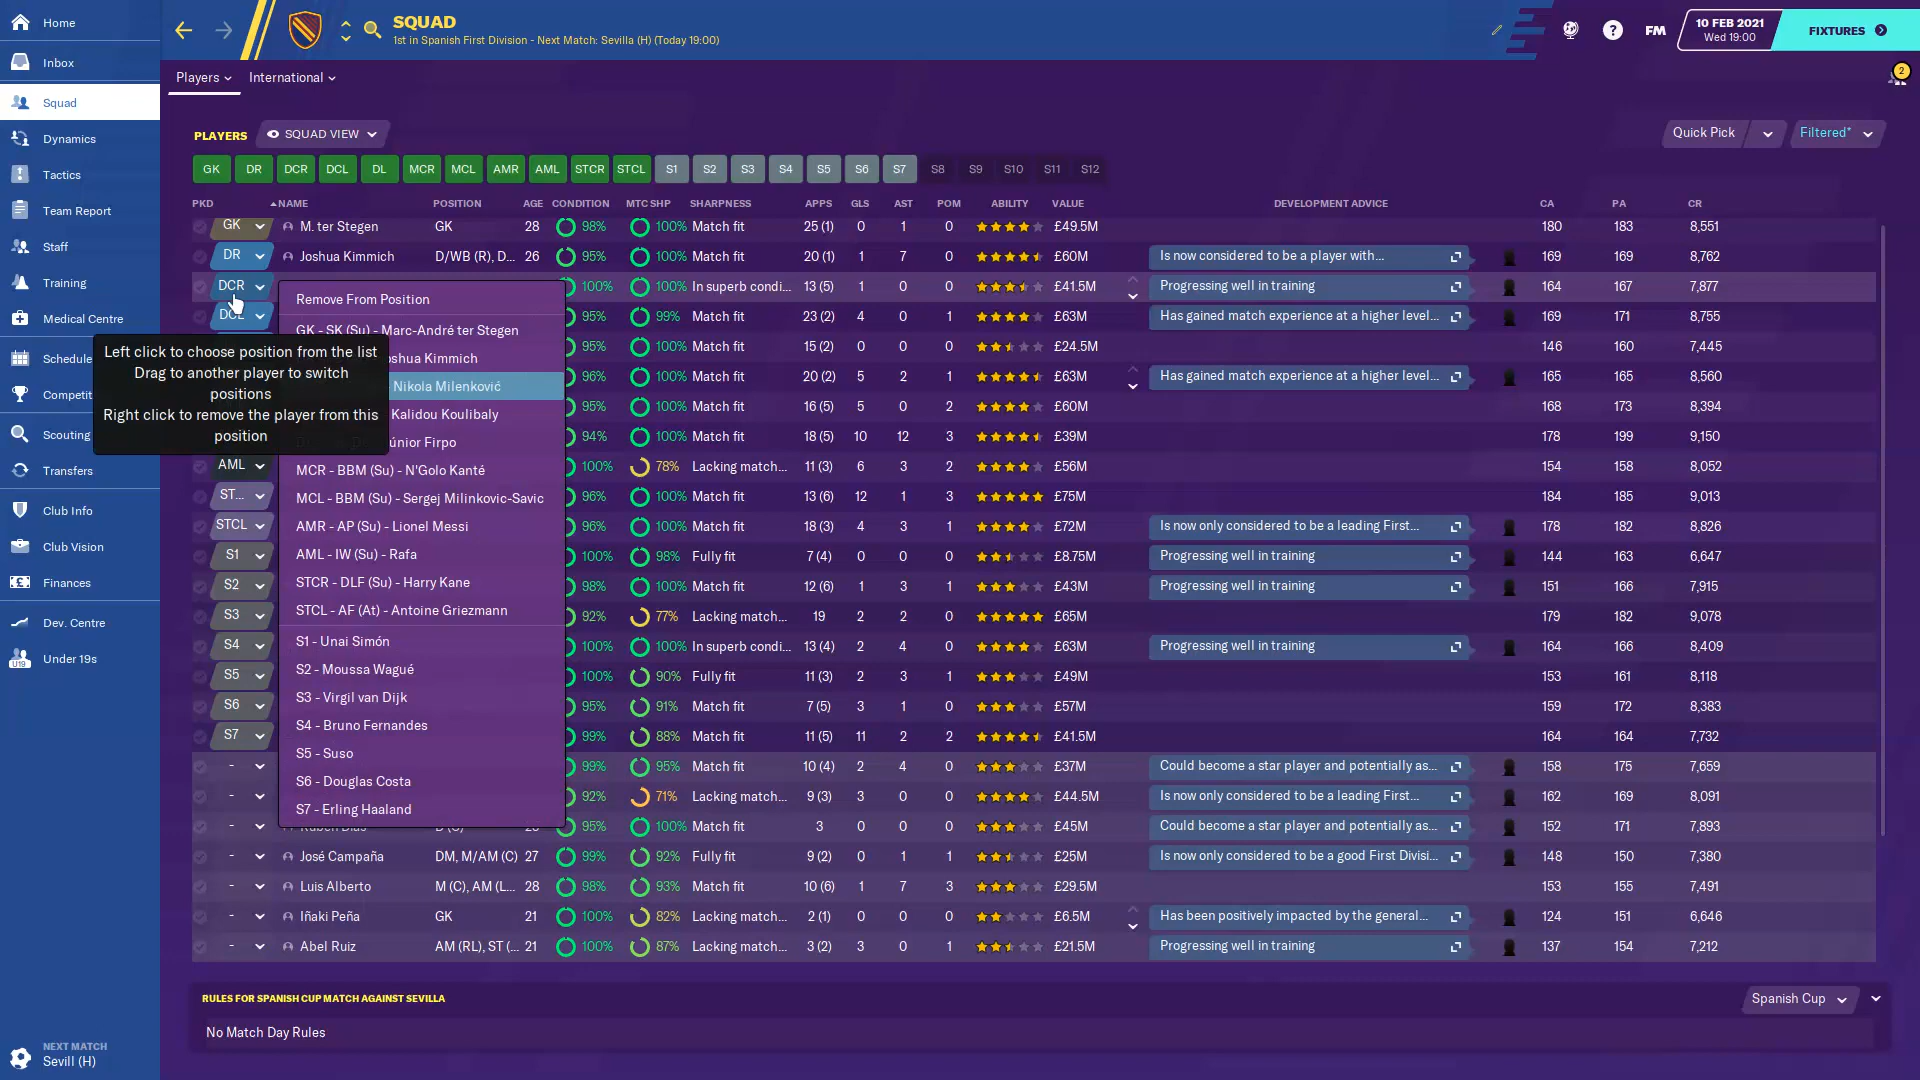 Home
Inbox
Squad
Dynamics
Tactics
Team Report
Staff
Training
Medical Centre
Schedule
Competit
Scouting
Transfers
Club Info
Club Vision
Finances
Dev. Centre
U19 Under 19s
NEXT MATCH
Sevill (H)
SQUAD
1st in Spanish First Division - Next Match: Sevilla (H) (Today 19:00)
? FM
10 FEB 2021
Wed 19:00
FIXTURES
Players International
2
PLAYERS SQUAD VIEW Quick Pick Filtered*
GK DR DCR DCL DL MCR MCL AMR AML STCR STCL S1 S2 S3 S4 S5 S6 S7 S8 S9 S10 S11 S12
PKD NAME POSITION AGE CONDITION MTC SHP SHARPNESS APPS GLS AST POM ABILITY VALUE DEVELOPMENT ADVICE CA PA CR
GK M. ter Stegen GK 28 98% 100% Match fit 25 (1) 0 1 0 £49.5M 180 183 8,551
DR Joshua Kimmich D/WB (R), D... 26 95% 100% Match fit 20 (1) 1 7 0 £60M Is now considered to be a player with... 169 169 8,762
DCR 100% 100% In superb condi... 13 (5) 1 0 0 £41.5M Progressing well in training 164 167 7,877
DCL 95% 99% Match fit 23 (2) 4 0 1 £63M Has gained match experience at a higher level... 169 171 8,755
95% 100% Match fit 15 (2) 0 0 0 £24.5M 146 160 7,445
96% 100% Match fit 20 (2) 5 2 1 £63M Has gained match experience at a higher level... 165 165 8,560
95% 100% Match fit 16 (5) 5 0 2 £60M 168 173 8,394
94% 100% Match fit 18 (5) 10 12 3 £39M 178 199 9,150
AML 100% 78% Lacking match... 11 (3) 6 3 2 £56M 154 158 8,052
ST... 96% 100% Match fit 13 (6) 12 1 3 £75M 184 185 9,013
STCL 96% 100% Match fit 18 (3) 4 3 1 £72M Is now only considered to be a leading First... 178 182 8,826
S1 100% 98% Fully fit 7 (4) 0 0 0 £8.75M Progressing well in training 144 163 6,647
S2 98% 100% Match fit 12 (6) 1 3 1 £43M Progressing well in training 151 166 7,915
S3 92% 77% Lacking match... 19 2 2 0 £65M 179 182 9,078
S4 100% 100% In superb condi... 13 (4) 2 4 0 £63M Progressing well in training 164 166 8,409
S5 100% 90% Fully fit 11 (3) 2 3 1 £49M 153 161 8,118
S6 95% 91% Match fit 7 (5) 3 1 0 £57M 159 172 8,383
S7 99% 88% Match fit 11 (5) 11 2 2 £41.5M 164 164 7,732
- 99% 95% Match fit 10 (4) 2 4 0 £37M Could become a star player and potentially as... 158 175 7,659
- 92% 71% Lacking match... 9 (3) 3 0 0 £44.5M Is now only considered to be a leading First... 162 169 8,091
- 95% 100% Match fit 3 0 0 0 £45M Could become a star player and potentially as... 152 171 7,893
- José Campaña DM, M/AM (C) 27 99% 92% Fully fit 9 (2) 0 1 1 £25M Is now only considered to be a good First Divisi... 148 150 7,380
- Luis Alberto M (C), AM (L... 28 98% 93% Match fit 10 (6) 1 7 3 £29.5M 153 155 7,491
- Iñaki Peña GK 21 100% 82% Lacking match... 2 (1) 0 0 0 £6.5M Has been positively impacted by the general... 124 151 6,646
- Abel Ruiz AM (RL), ST (... 21 100% 87% Lacking match... 3 (2) 3 0 1 £21.5M Progressing well in training 137 154 7,212
Remove From Position
GK - SK (Su) - Marc-André ter Stegen
oshua Kimmich
Nikola Milenković
Kalidou Koulibaly
únior Firpo
MCR - BBM (Su) - N'Golo Kanté
MCL - BBM (Su) - Sergej Milinkovic-Savic
AMR - AP (Su) - Lionel Messi
AML - IW (Su) - Rafa
STCR - DLF (Su) - Harry Kane
STCL - AF (At) - Antoine Griezmann
S1 - Unai Simón
S2 - Moussa Wagué
S3 - Virgil van Dijk
S4 - Bruno Fernandes
S5 - Suso
S6 - Douglas Costa
S7 - Erling Haaland
Left click to choose position from the list
Drag to another player to switch
positions
Right click to remove the player from this
position
RULES FOR SPANISH CUP MATCH AGAINST SEVILLA Spanish Cup
No Match Day Rules